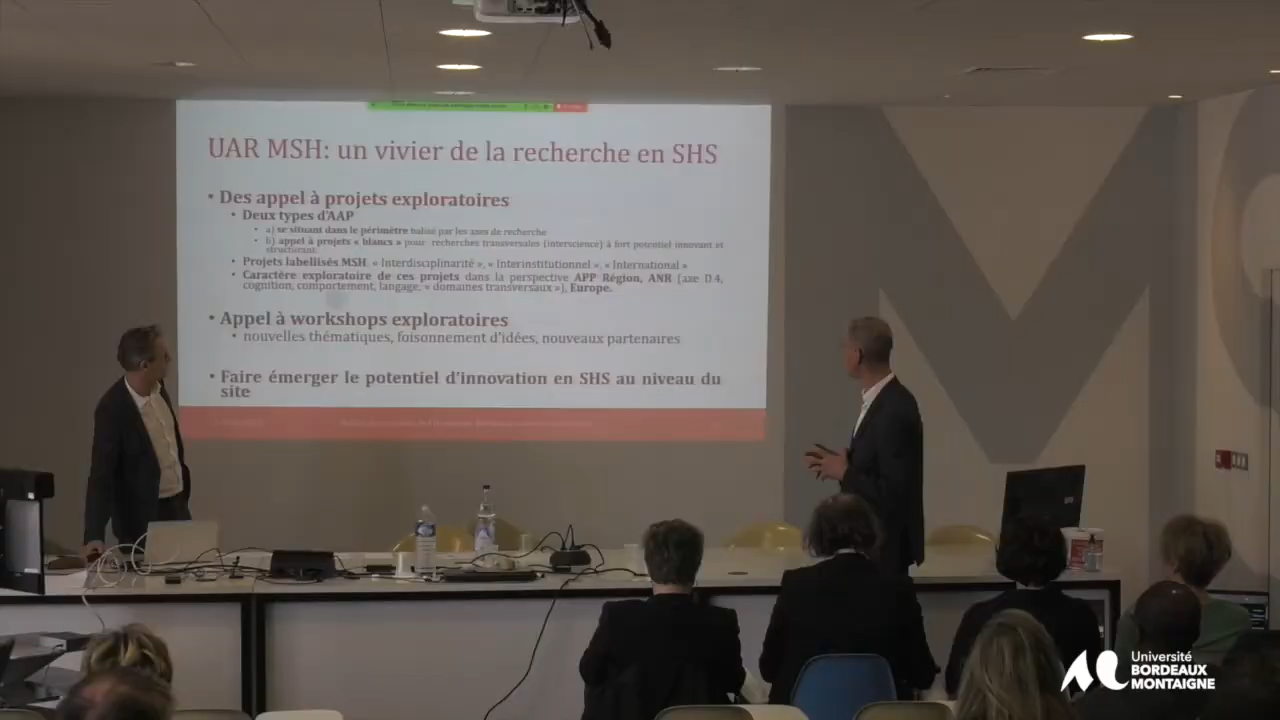 UAR MSH: un vivier de la recherche en SHS
• Des appel à projets exploratoires
• Deux types d'AAP
• a) se situant dans le périmètre balisé par les axes de recherche
• b) appel à projets « blancs » pour recherches transversales (interscience) à fort potentiel innovant et
structurant.
• Projets labellisés MSH, « Interdisciplinarité », « Interinstitutionnel », « International »
• Caractère exploratoire de ces projets dans la perspective APP Région, ANR (axe D.4,
cognition, comportement, langage, « domaines transversaux »), Europe.
• Appel à workshops exploratoires
• nouvelles thématiques, foisonnement d'idées, nouveaux partenaires
• Faire émerger le potentiel d'innovation en SHS au niveau du
site
Université
BORDEAUX
MONTAIGNE